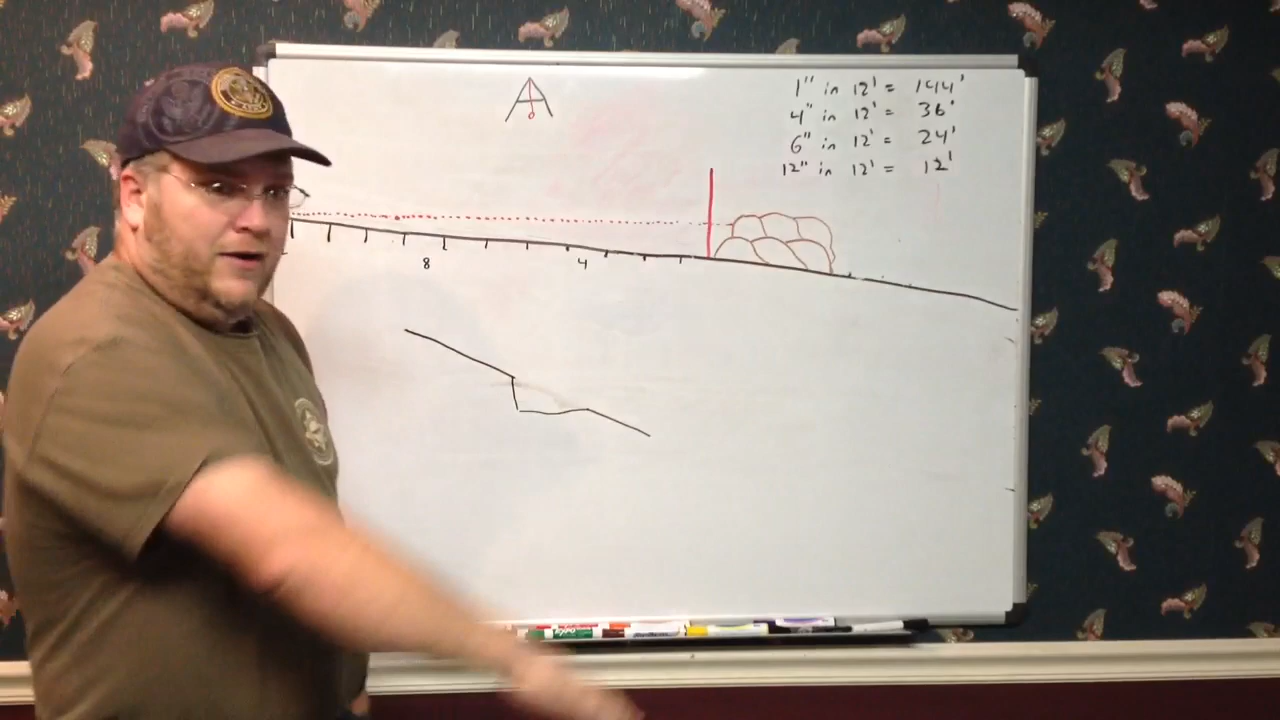 1" in 12' = 144'
4" in 12' = 36'
6" in 12' = 24'
12" in 12' = 12'
8
4